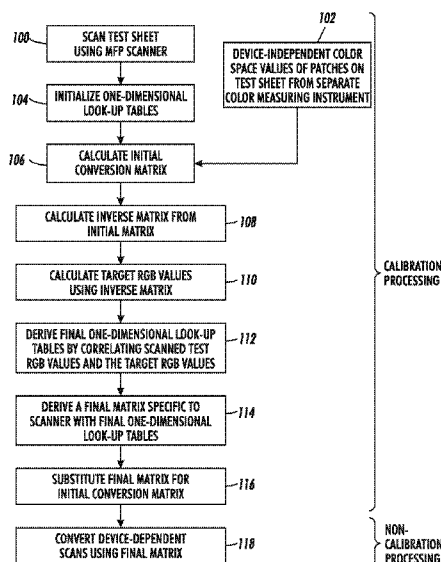 100
SCAN TEST SHEET
USING MFP SCANNER
102
DEVICE-INDEPENDENT COLOR
SPACE VALUES OF PATCHES ON
TEST SHEET FROM SEPARATE
COLOR MEASURING INSTRUMENT
104
INITIALIZE ONE-DIMENSIONAL
LOOK-UP TABLES
106
CALCULATE INITIAL
CONVERSION MATRIX
CALCULATE INVERSE MATRIX FROM
INITIAL MATRIX
108
CALCULATE TARGET RGB VALUES
USING INVERSE MATRIX
110
CALIBRATION
PROCESSING
DERIVE FINAL ONE-DIMENSIONAL LOOK-UP
TABLES BY CORRELATING SCANNED TEST
RGB VALUES AND THE TARGET RGB VALUES
112
DERIVE A FINAL MATRIX SPECIFIC TO
SCANNER WITH FINAL ONE-DIMENSIONAL
LOOK-UP TABLES
114
SUBSTITUTE FINAL MATRIX FOR
INITIAL CONVERSION MATRIX
116
CONVERT DEVICE-DEPENDENT
SCANS USING FINAL MATRIX
118
NON-
CALIBRATION
PROCESSING